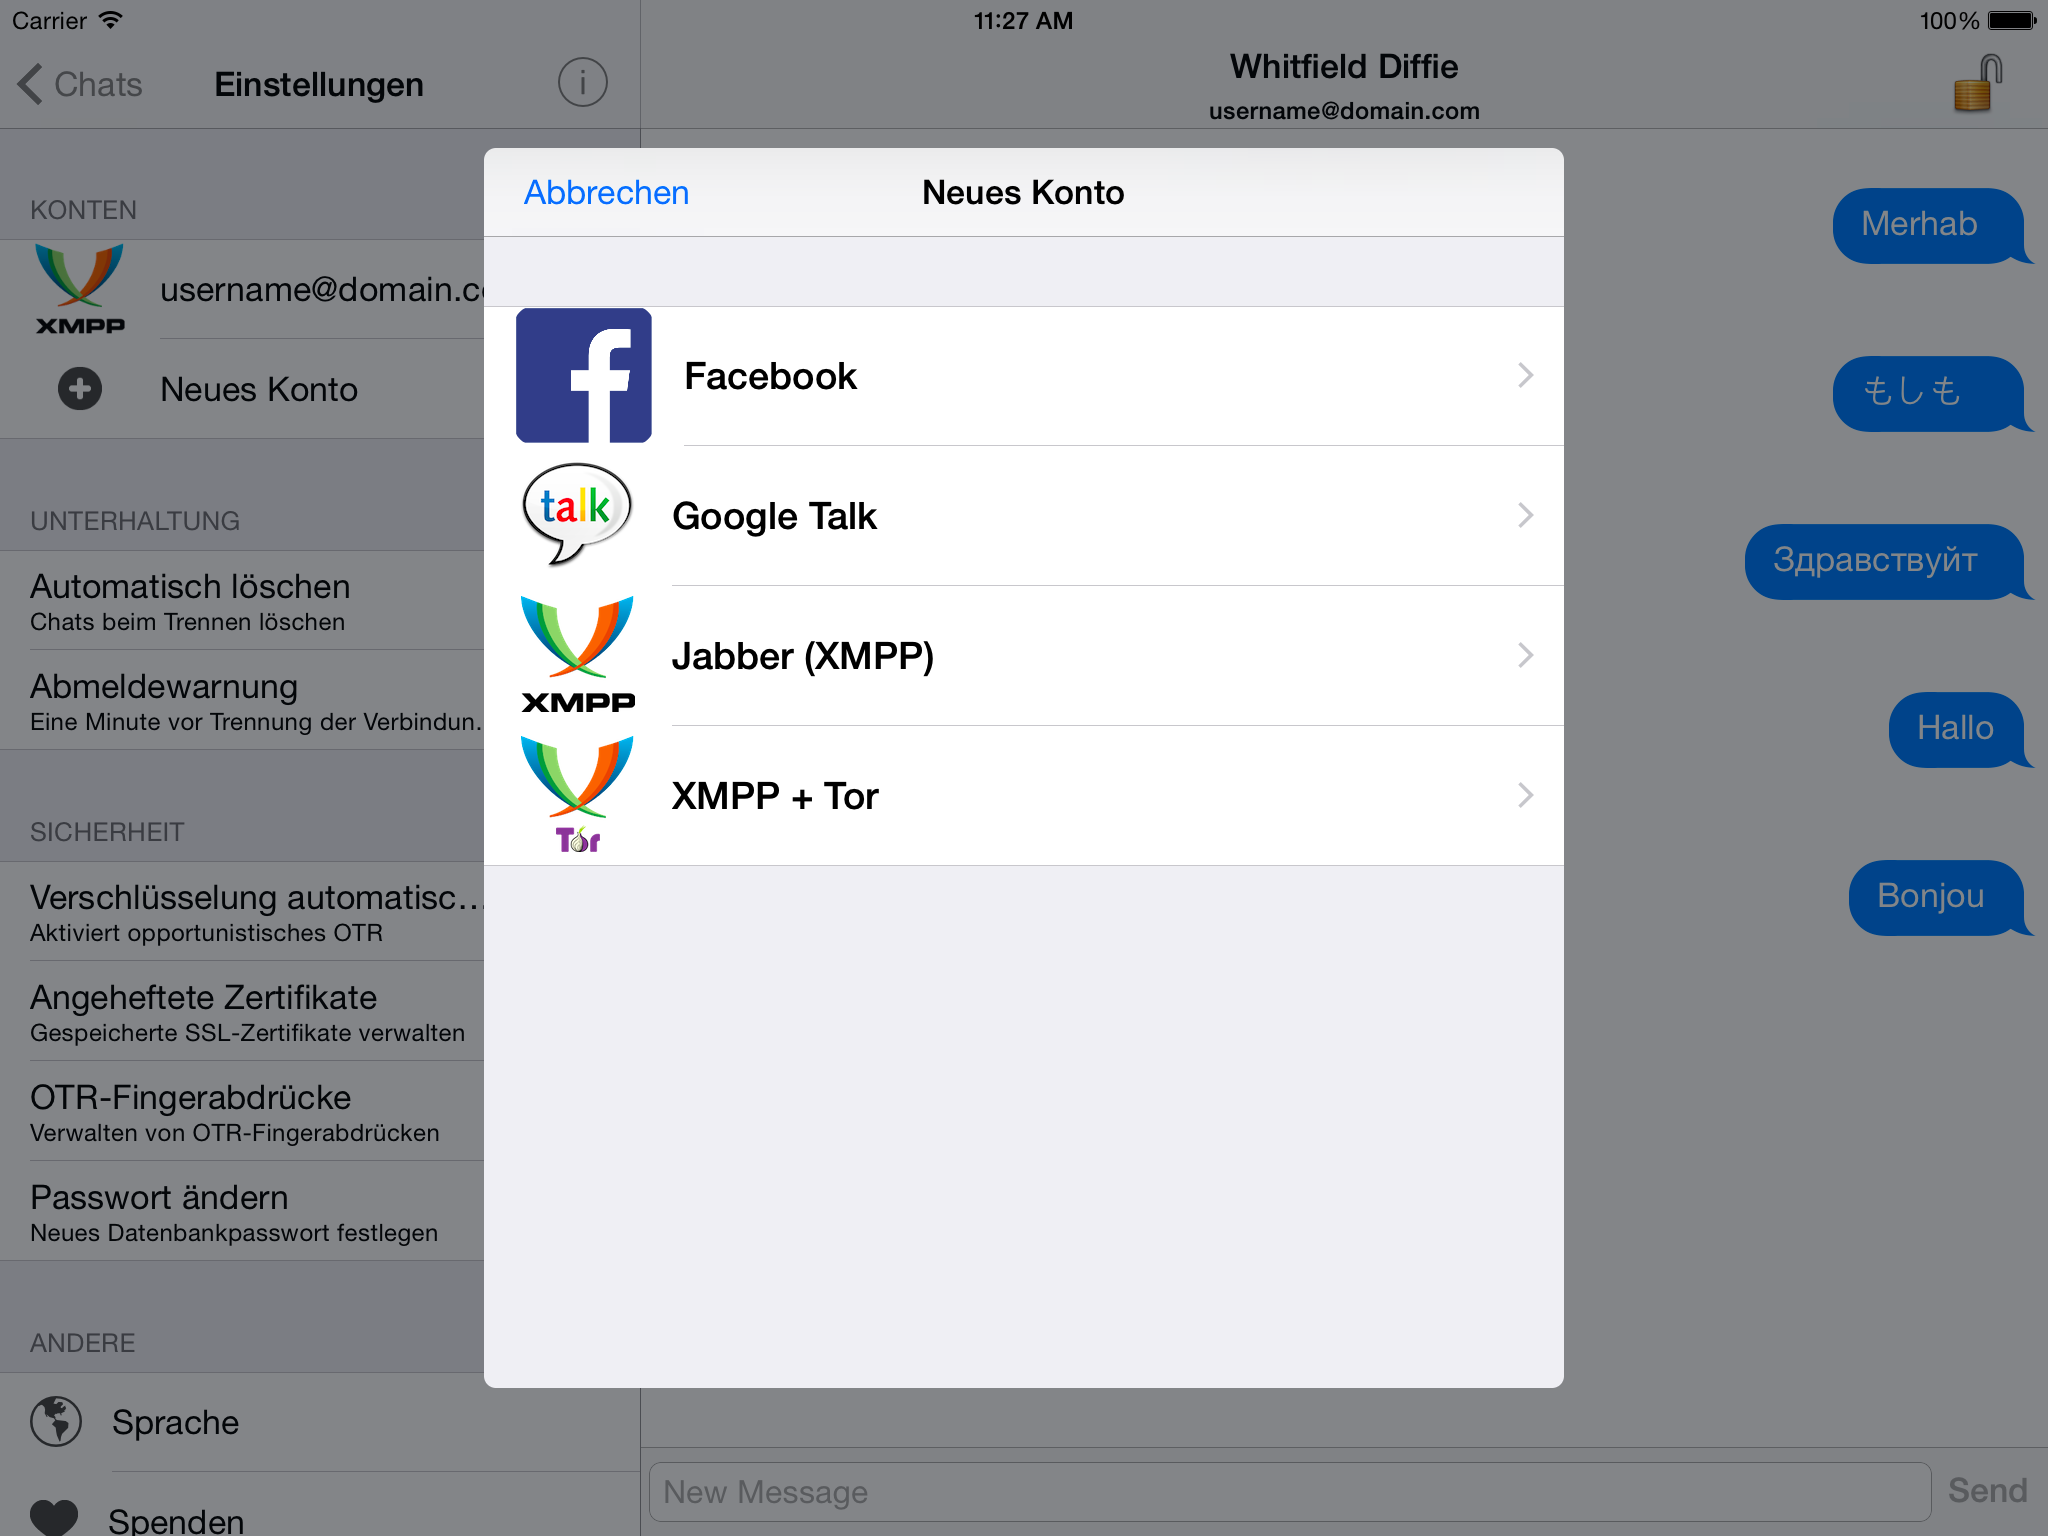 Carrier
11:27 AM
100%
Chats
Einstellungen
Whitfield Diffie
username@domain.com
KONTEN
XMPP
username@domain.c
Neues Konto
UNTERHALTUNG
Automatisch löschen
Chats beim Trennen löschen
Abmeldewarnung
Eine Minute vor Trennung der Verbindun.
SICHERHEIT
Verschlüsselung automatisc...
Aktiviert opportunistisches OTR
Angeheftete Zertifikate
Gespeicherte SSL-Zertifikate verwalten
OTR-Fingerabdrücke
Verwalten von OTR-Fingerabdrücken
Passwort ändern
Neues Datenbankpasswort festlegen
ANDERE
Sprache
Spenden
Abbrechen
Neues Konto
Facebook
talk
Google Talk
XMPP
Jabber (XMPP)
Tor
XMPP + Tor
Merhab
もしも
Здравствуйт
Hallo
Bonjou
New Message
Send